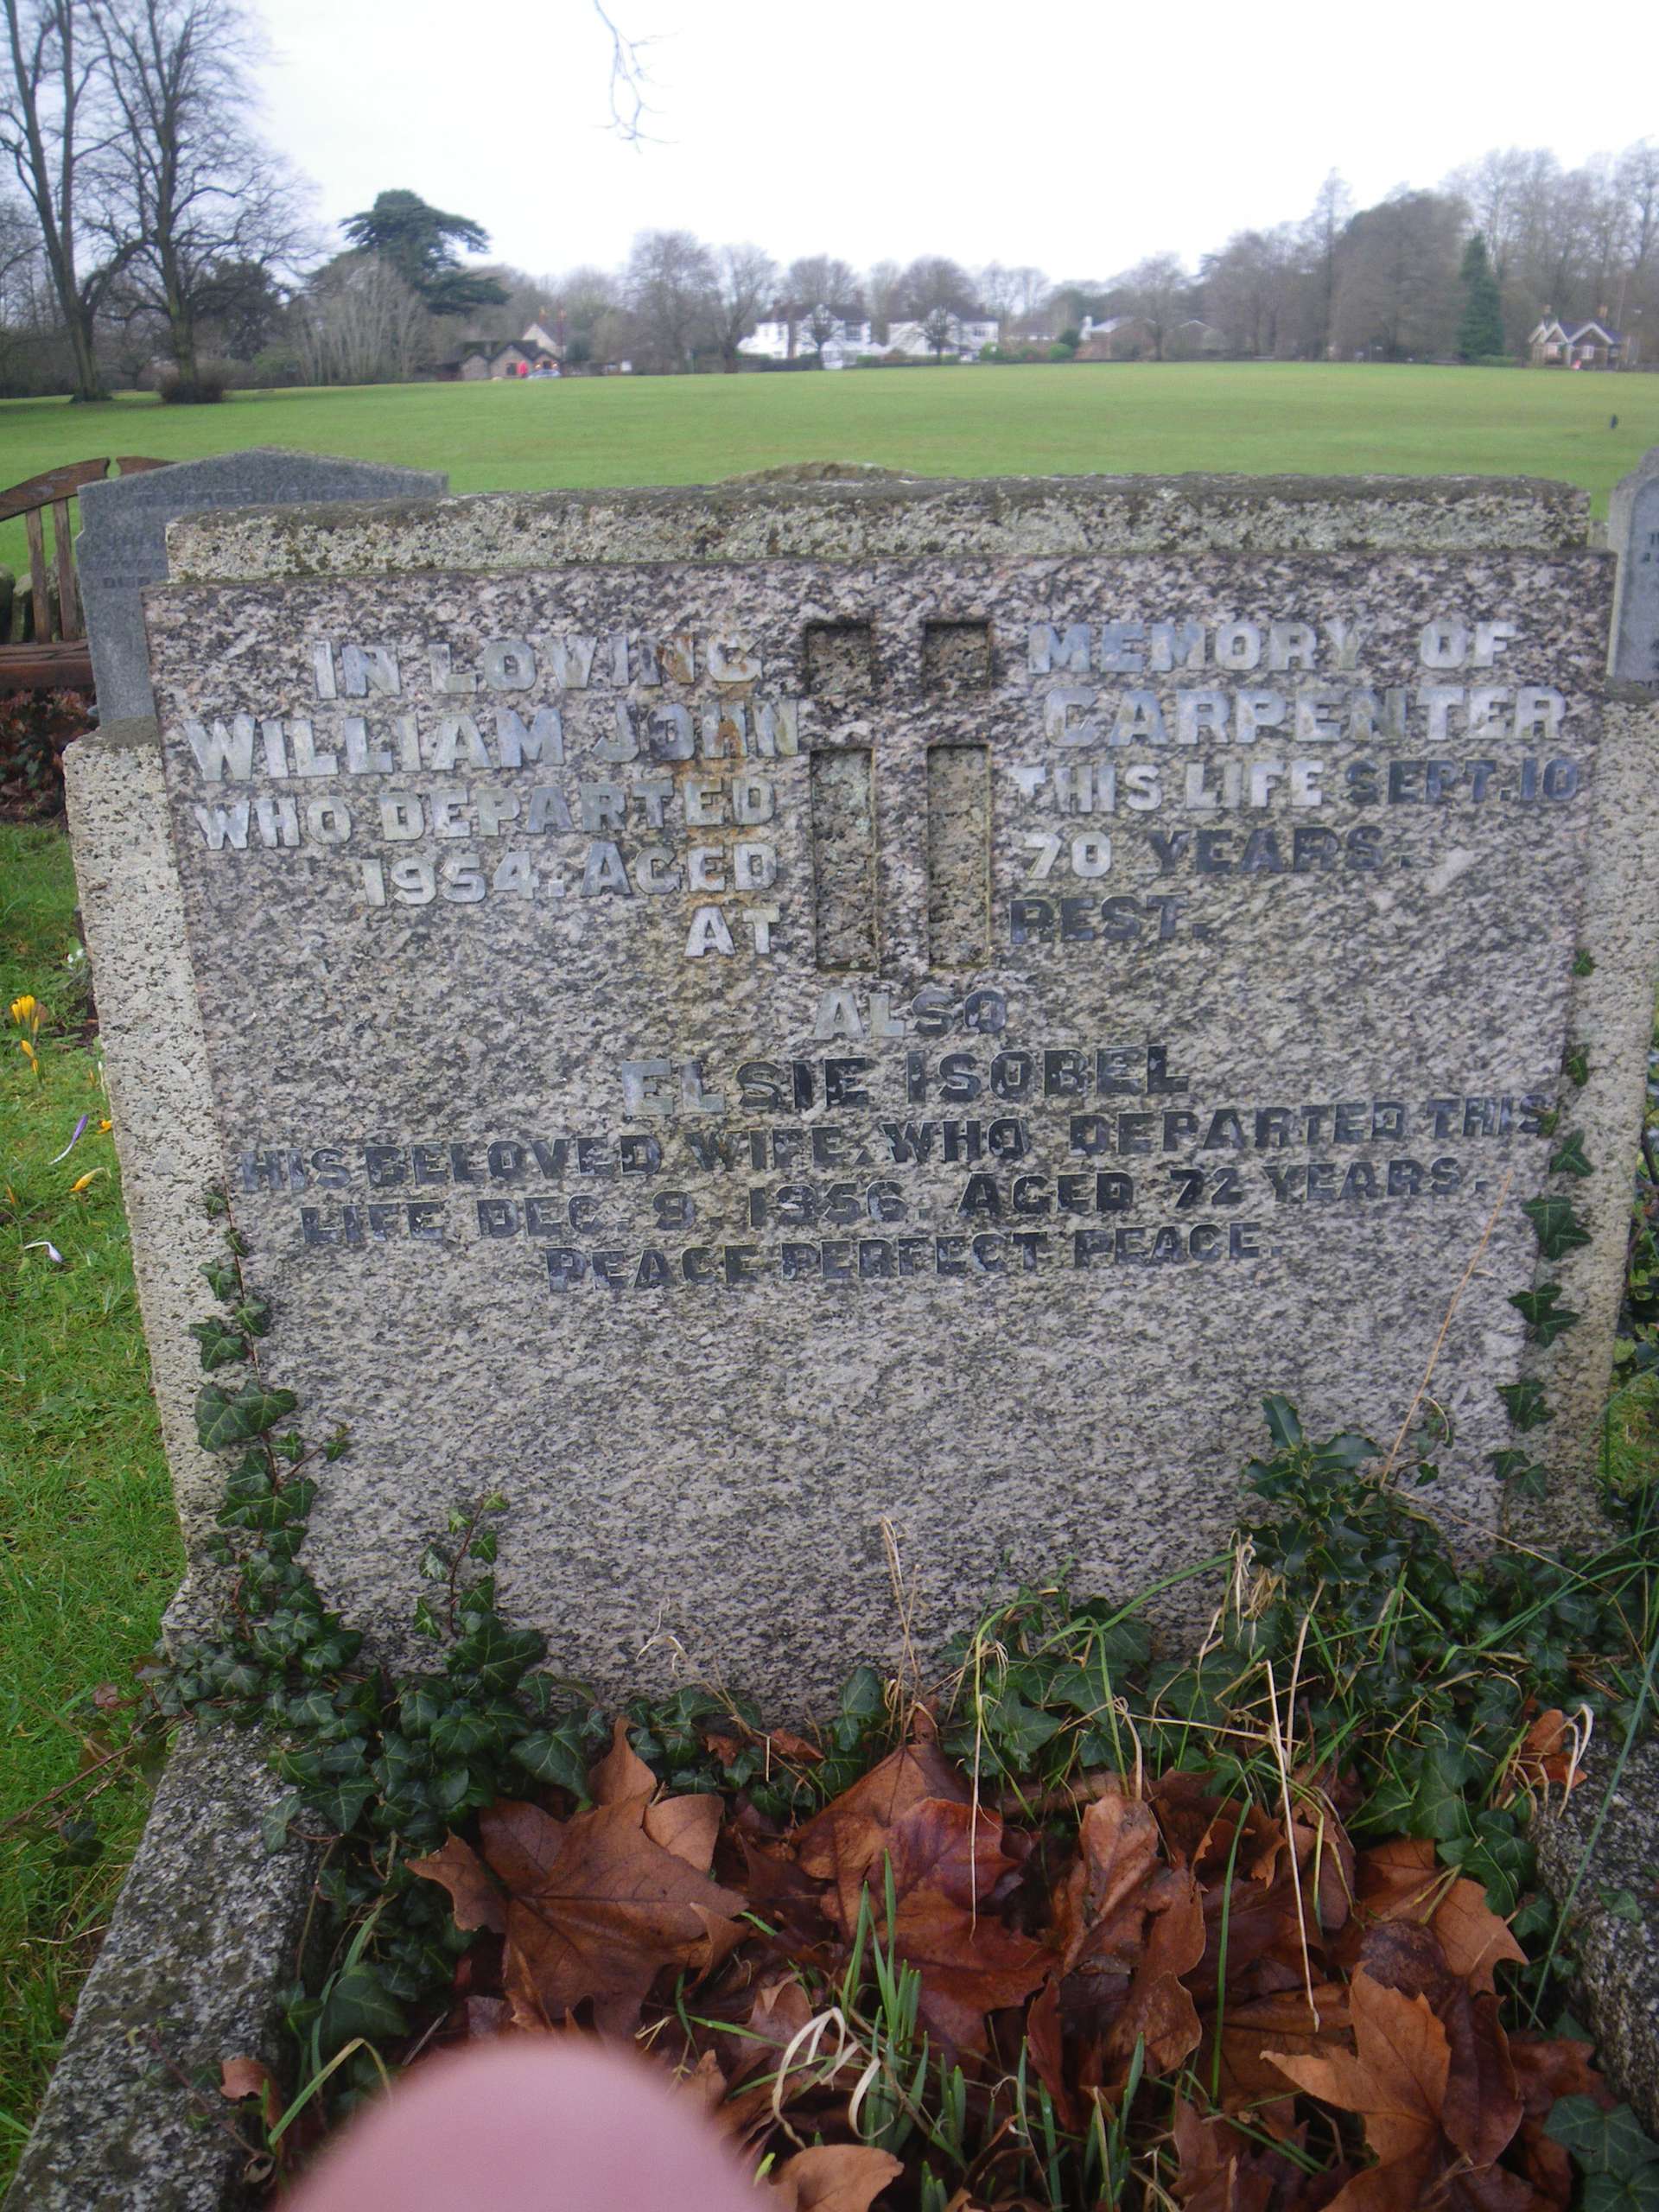 IN LOVING MEMORY OF
WILLIAM JOHN CARPENTER
WHO DEPARTED THIS LIFE SEPT. 10
1954. AGED 70 YEARS.
AT REST.
ALSO
ELSIE ISOBEL
HIS BELOVED WIFE, WHO DEPARTED THIS
LIFE DEC. 9, 1956. AGED 72 YEARS.
PEACE PERFECT PEACE.